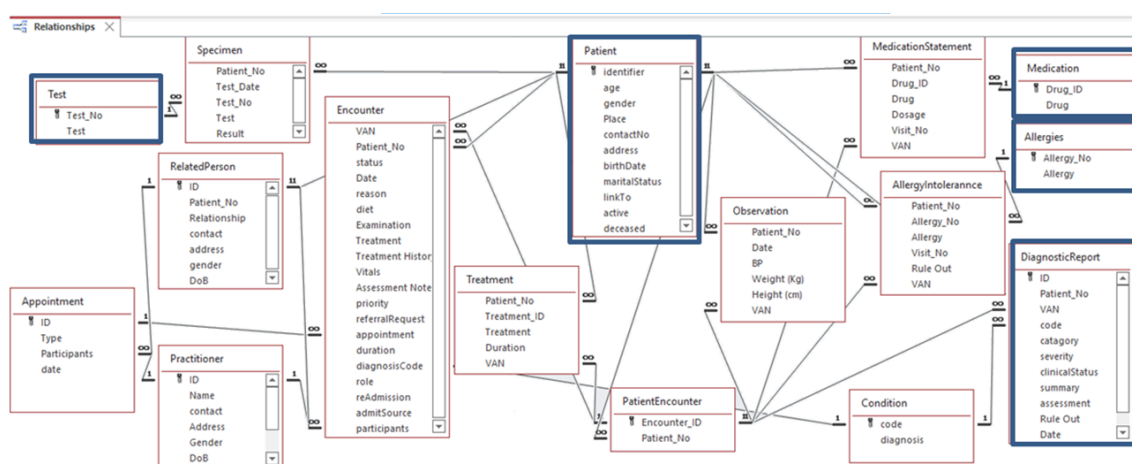 Relationships
Specimen
Patient_No
Test_Date
Test_No
Test
Result
Test
Test_No
Test
RelatedPerson
ID
Patient_No
Relationship
contact
address
gender
DoB
Appointment
ID
Type
Participants
date
Practitioner
ID
Name
contact
Address
Gender
DoB
Encounter
VAN
Patient_No
status
Date
reason
diet
Examination
Treatment
Treatment Histor
Vitals
Assessment Note
priority
referralRequest
appointment
duration
diagnosisCode
role
reAdmission
admitSource
participants
Treatment
Patient_No
Treatment_ID
Treatment
Duration
VAN
Patient
identifier
age
gender
Place
contactNo
address
birthDate
maritalStatus
linkTo
active
deceased
PatientEncounter
Encounter_ID
Patient_No
Observation
Patient_No
Date
BP
Weight (Kg)
Height (cm)
VAN
MedicationStatement
Patient_No
Drug_ID
Drug
Dosage
Visit_No
VAN
AllergyIntolerannce
Patient_No
Allergy_No
Allergy
Visit_No
Rule Out
VAN
Condition
code
diagnosis
Medication
Drug_ID
Drug
Allergies
Allergy_No
Allergy
DiagnosticReport
ID
Patient_No
VAN
code
catagory
severity
clinicalStatus
summary
assessment
Rule Out
Date